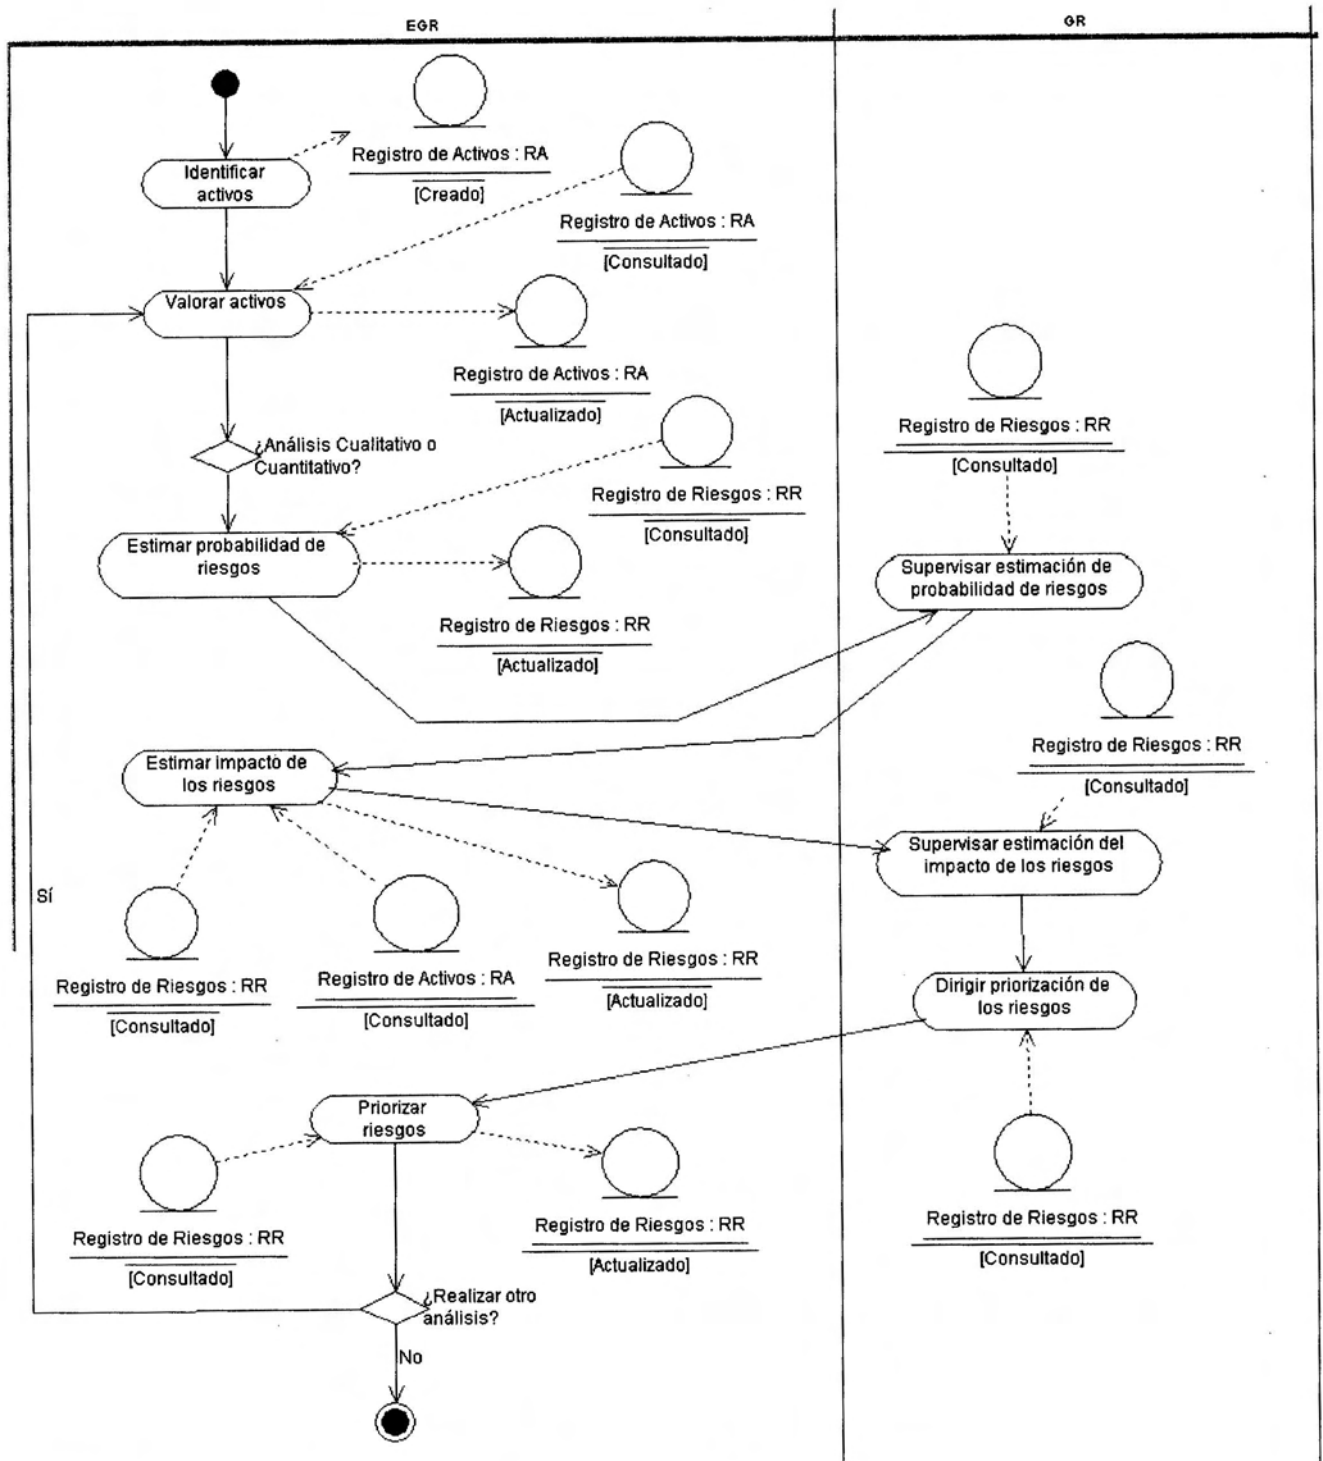 EGR
GR
Registro de Activos : RA
[Creado]
Identificar
activos
Registro de Activos : RA
[Consultado]
Valorar activos
Registro de Activos : RA
[Actualizado]
¿Análisis Cualitativo o
Cuantitativo?
Registro de Riesgos : RR
[Consultado]
Registro de Riesgos : RR
[Consultado]
Estimar probabilidad de
riesgos
Supervisar estimación de
probabilidad de riesgos
Registro de Riesgos : RR
[Actualizado]
Registro de Riesgos : RR
[Consultado]
Estimar impacto de
los riesgos
Supervisar estimación del
impacto de los riesgos
Sí
Registro de Riesgos : RR
[Consultado]
Registro de Activos : RA
[Consultado]
Registro de Riesgos : RR
[Actualizado]
Dirigir priorización de
los riesgos
Priorizar
riesgos
Registro de Riesgos : RR
[Consultado]
Registro de Riesgos : RR
[Actualizado]
Registro de Riesgos : RR
[Consultado]
¿Realizar otro
análisis?
No